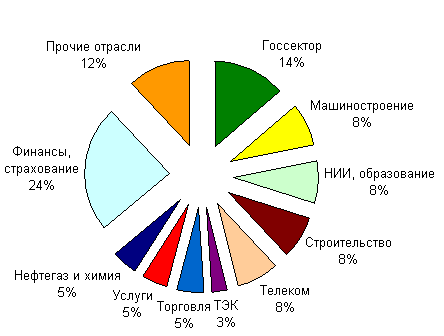 Прочие отрасли
12%
Госсектор
14%
Машиностроение
8%
Финансы,
страхование
24%
НИИ, образование
8%
Строительство
8%
Нефтегаз и химия
5%
Услуги
5%
Торговля
5%
ТЭК
3%
Телеком
8%